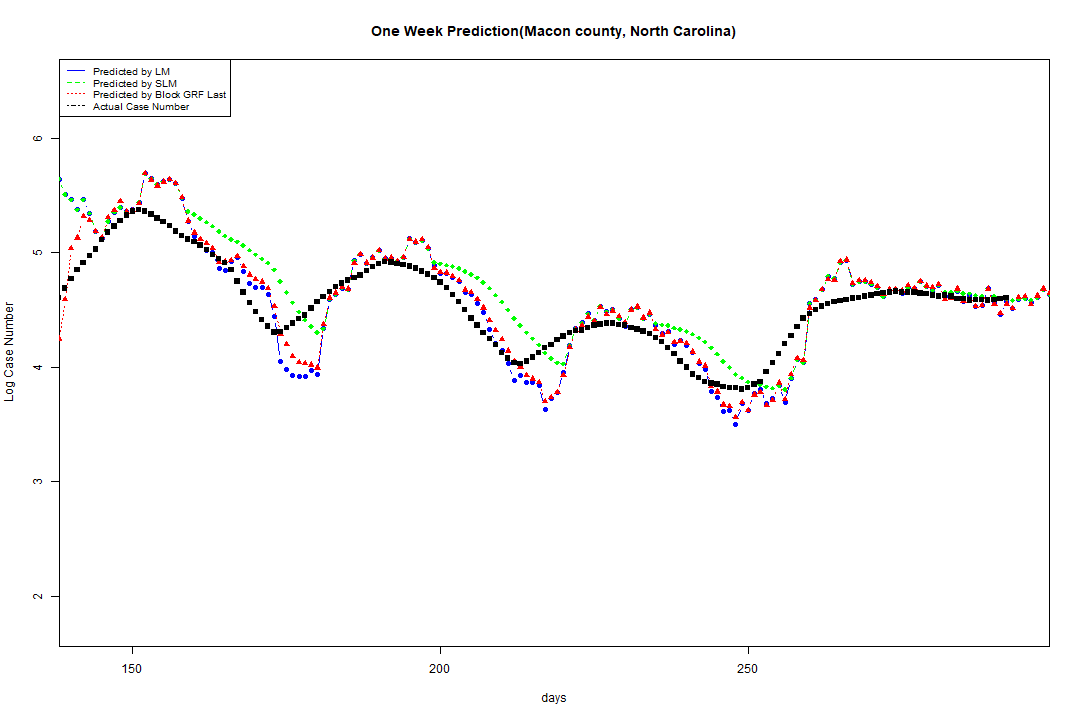 One Week Prediction(Macon county, North Carolina)
Predicted by LM
Predicted by SLM
Predicted by Block GRF Last
Actual Case Number
6
5
4
3
2
Log Case Number
150
200
250
days